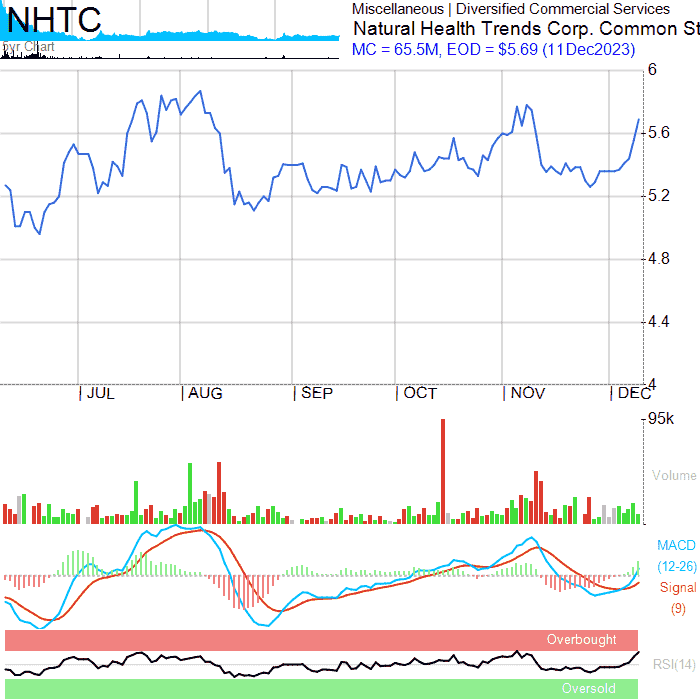 NHTC
5yr Chart
Miscellaneous | Diversified Commercial Services
Natural Health Trends Corp. Common St
MC = 65.5M, EOD = $5.69 (11Dec2023)
6
5.6
5.2
4.8
4.4
4
| JUL | AUG | SEP | OCT | NOV | DEC
95k
Volume
MACD
(12-26)
Signal
(9)
Overbought
RSI(14)
Oversold